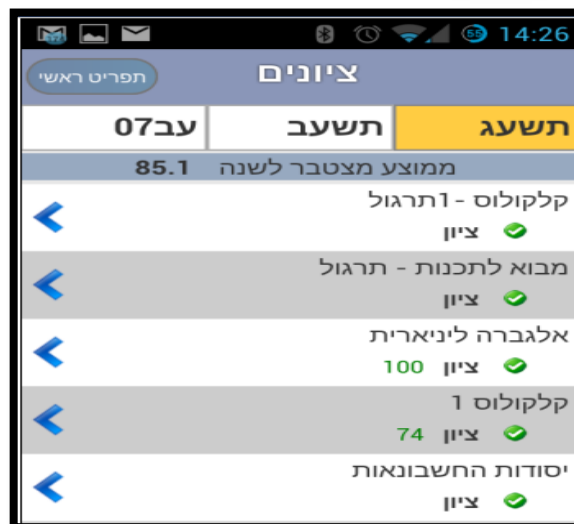 55 14:26
ציונים
תפריט ראשי
תשעג תשעב עב07
ממוצע מצטבר לשנה 85.1
קלקולוס -1תרגול
ציון
מבוא לתכנות - תרגול
ציון
אלגברה ליניארית
ציון 100
קלקולוס 1
ציון 74
יסודות החשבונאות
ציון